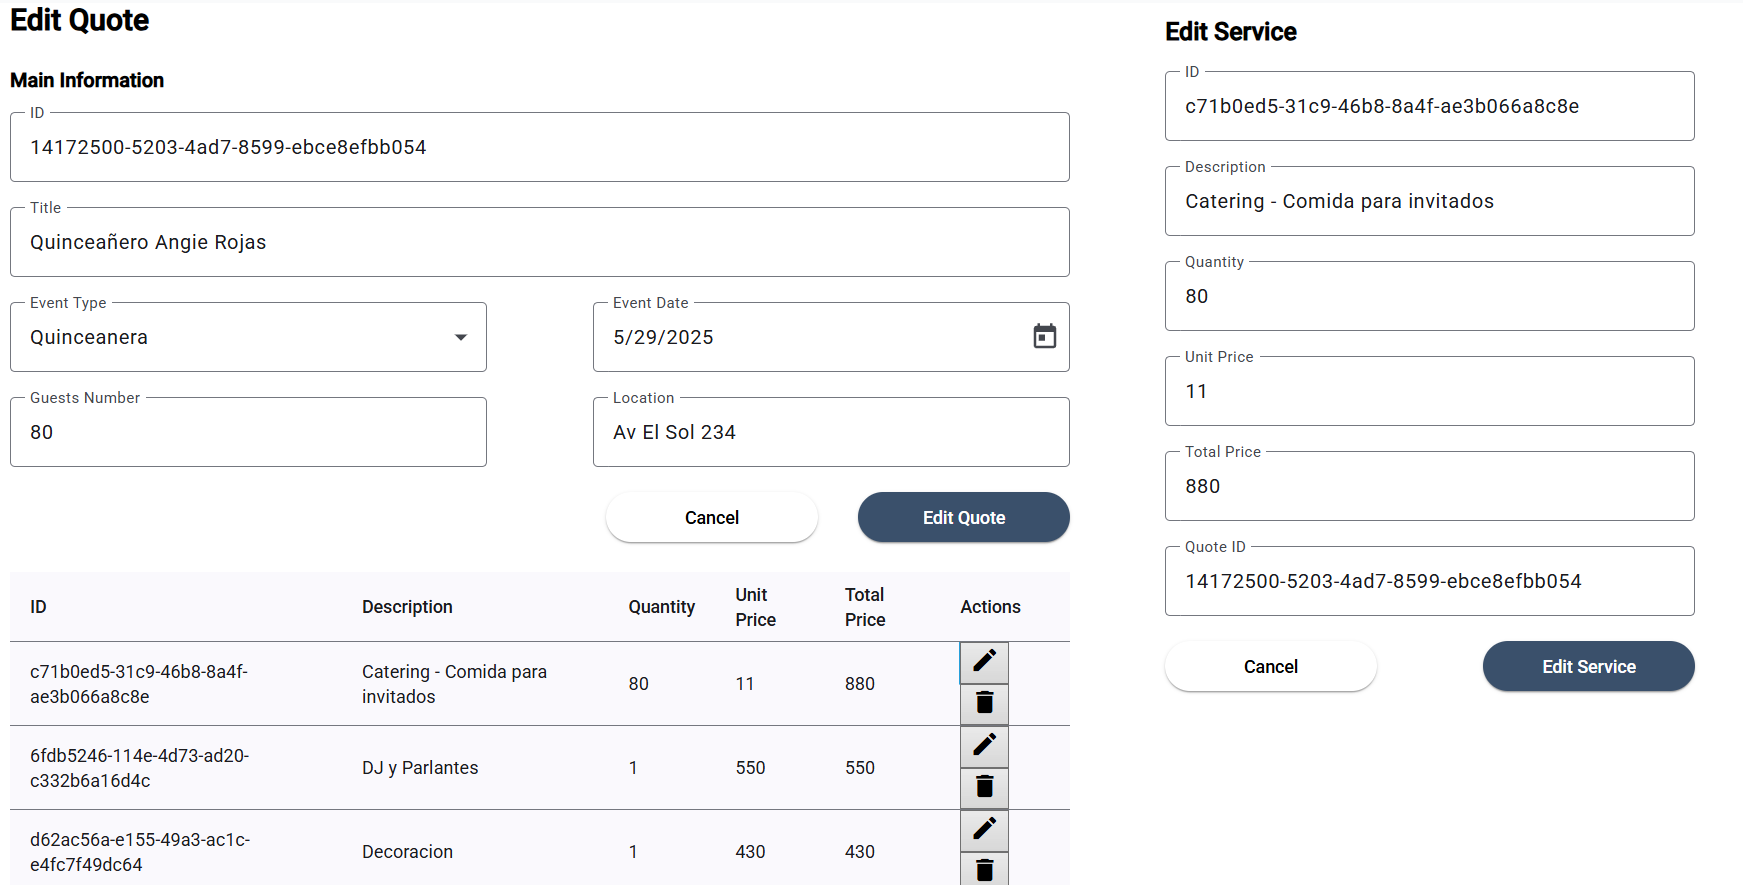 Edit Quote
Main Information
ID
14172500-5203-4ad7-8599-ebce8efbb054
Title
Quinceañero Angie Rojas
Event Type
Quinceanera
Event Date
5/29/2025
Guests Number
80
Location
Av El Sol 234
Cancel
Edit Quote
ID
Description
Quantity
Unit
Price
Total
Price
Actions
c71b0ed5-31c9-46b8-8a4f-
ae3b066a8c8e
Catering - Comida para
invitados
80
11
880
6fdb5246-114e-4d73-ad20-
c332b6a16d4c
DJ y Parlantes
1
550
550
d62ac56a-e155-49a3-ac1c-
e4fc7f49dc64
Decoracion
1
430
430
Edit Service
ID
c71b0ed5-31c9-46b8-8a4f-ae3b066a8c8e
Description
Catering - Comida para invitados
Quantity
80
Unit Price
11
Total Price
880
Quote ID
14172500-5203-4ad7-8599-ebce8efbb054
Cancel
Edit Service